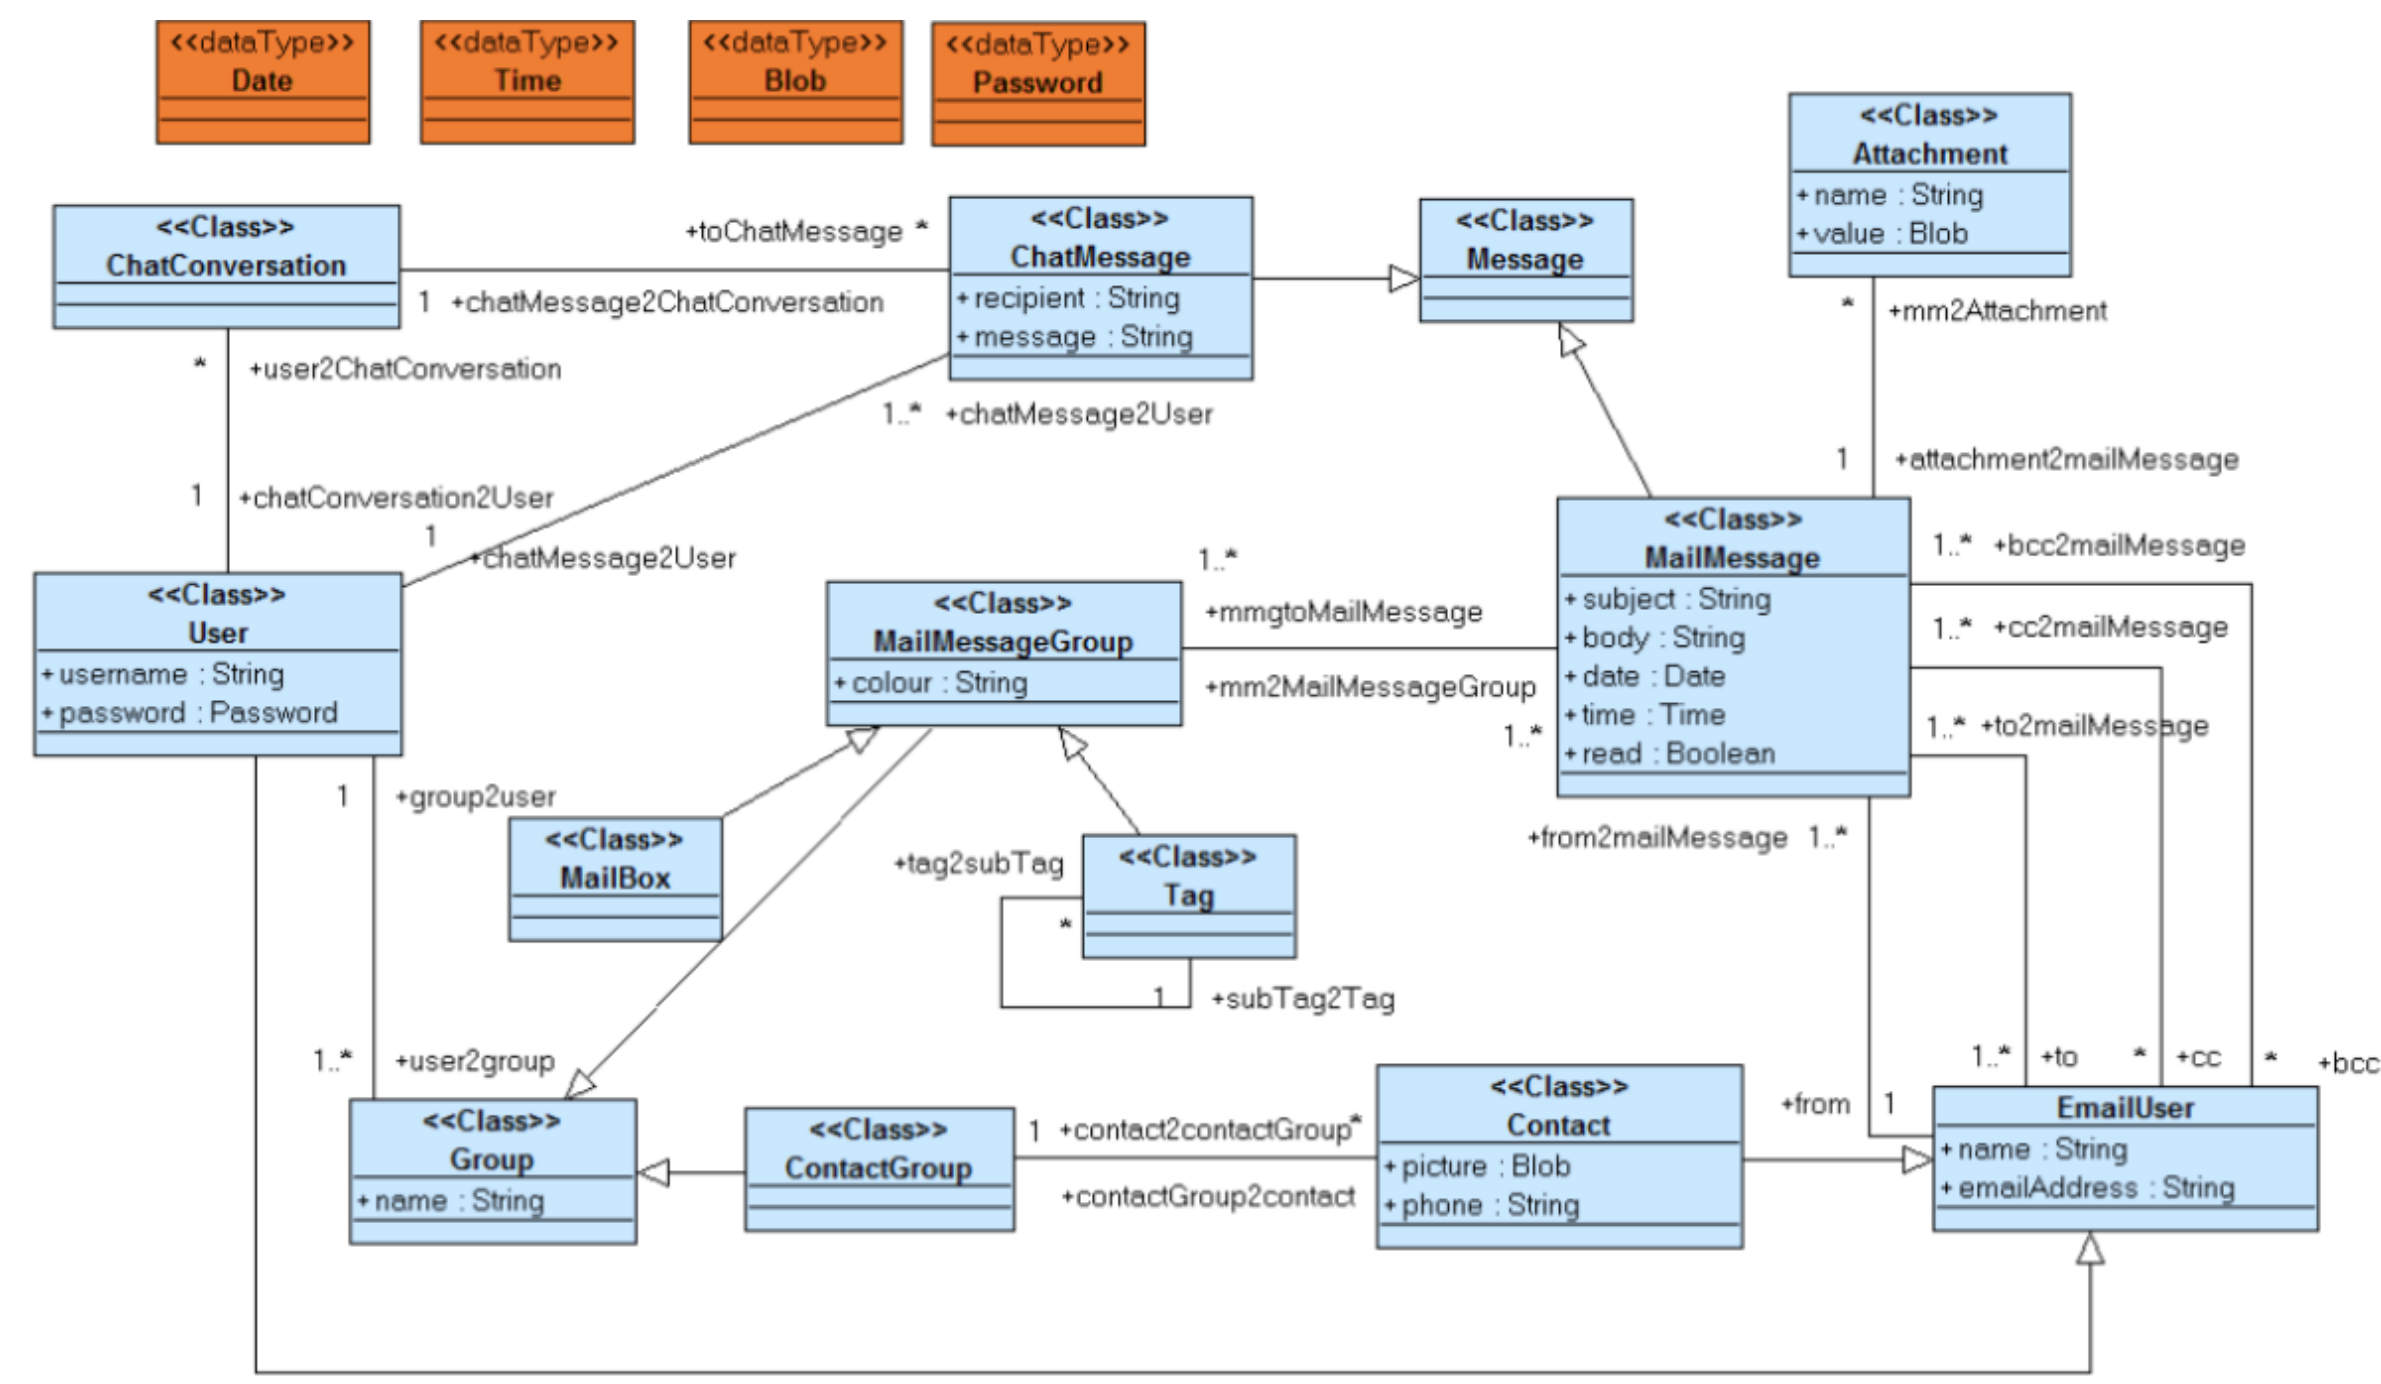 <<dataType>>
Date
<<dataType>>
Time
<<dataType>>
Blob
<<dataType>>
Password
<<Class>>
Attachment
+ name : String
+ value : Blob
<<Class>>
ChatConversation
+toChatMessage *
1 +chatMessage2ChatConversation
<<Class>>
ChatMessage
+ recipient : String
+ message : String
<<Class>>
Message
* +mm2Attachment
* +user2ChatConversation
1..* +chatMessage2User
1 +attachment2mailMessage
1 +chatConversation2User
1
+chatMessage2User
<<Class>>
User
+ username : String
+ password : Password
<<Class>>
MailMessageGroup
+ colour : String
1..*
+mmgtoMailMessage
+mm2MailMessageGroup
1..*
<<Class>>
MailMessage
+ subject : String
+ body : String
+ date : Date
+ time : Time
+ read : Boolean
1..* +bcc2mailMessage
1..* +cc2mailMessage
1..* +to2mailMessage
1 +group2user
<<Class>>
MailBox
+tag2subTag
*
<<Class>>
Tag
1 +subTag2Tag
+from2mailMessage 1..*
1..* +user2group
<<Class>>
Group
+ name : String
<<Class>>
ContactGroup
1 +contact2contactGroup*
+contactGroup2contact
<<Class>>
Contact
+ picture : Blob
+ phone : String
1..* +to
* +cc
* +bcc
+from 1
EmailUser
+ name : String
+ emailAddress : String